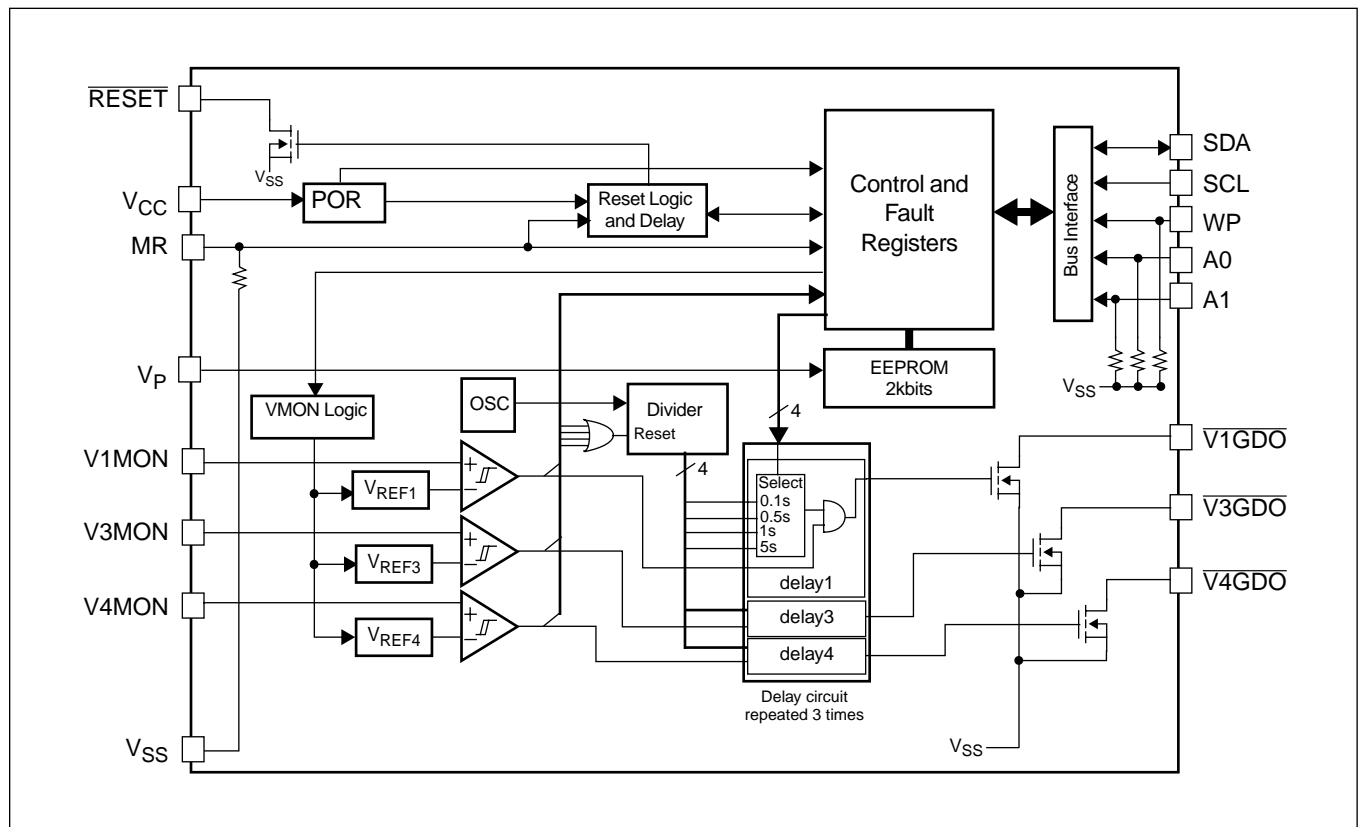 RESET
VSS
VCC
POR
Reset Logic
and Delay
MR
Control and
Fault
Registers
Bus Interface
SDA
SCL
WP
A0
A1
VSS
VP
EEPROM
2kbits
VMON Logic
OSC
Divider
Reset
4
4
V1MON
VREF1
V3MON
VREF3
V4MON
VREF4
Select
0.1s
0.5s
1s
5s
delay1
delay3
delay4
Delay circuit
repeated 3 times
V1GDO
V3GDO
V4GDO
VSS
VSS